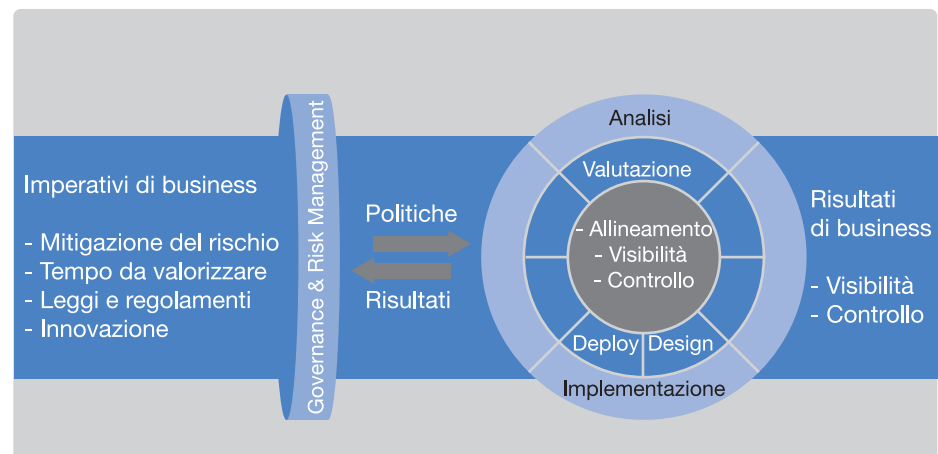 Imperativi di business
- Mitigazione del rischio
- Tempo da valorizzare
- Leggi e regolamenti
- Innovazione
Governance & Risk Management
Politiche
Risultati
Analisi
Valutazione
- Allineamento
- Visibilità
- Controllo
Deploy
Design
Implementazione
Risultati
di business
- Visibilità
- Controllo